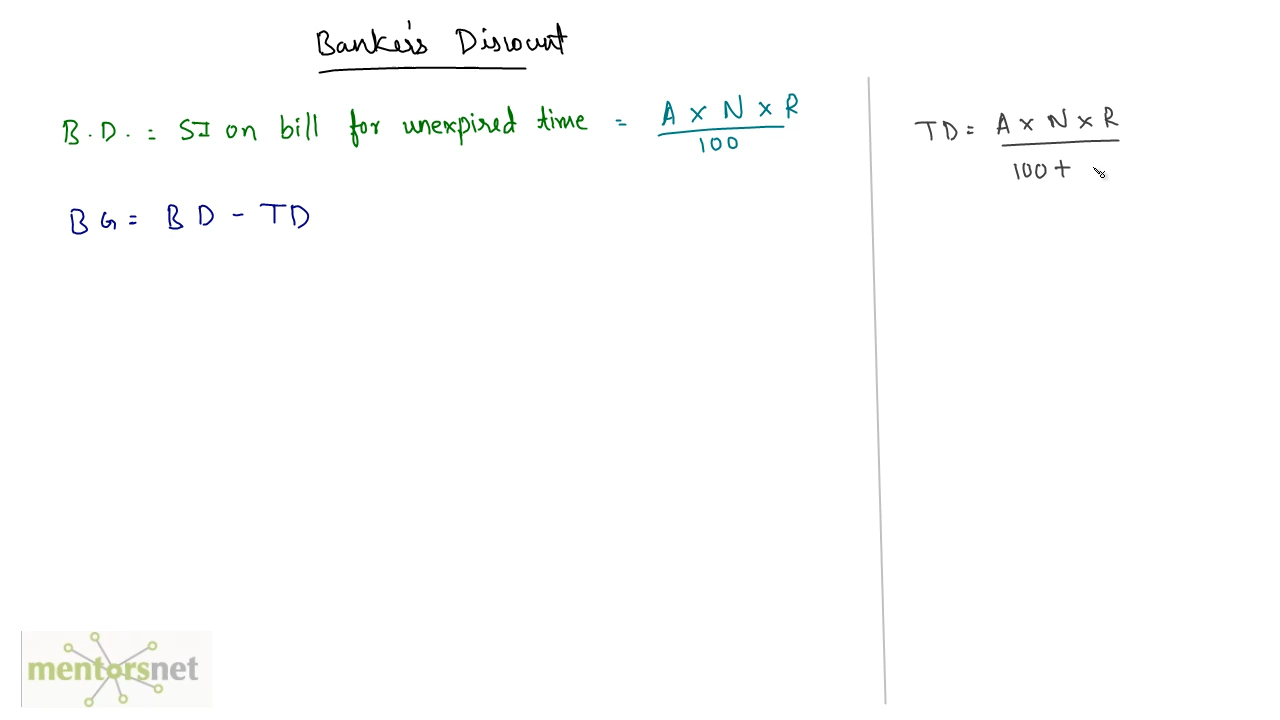 Banker's Discount
B.D. = SI on bill for unexpired time = A x N x R
100
BG = BD - TD
TD = A x N x R
100 +
mentorsnet